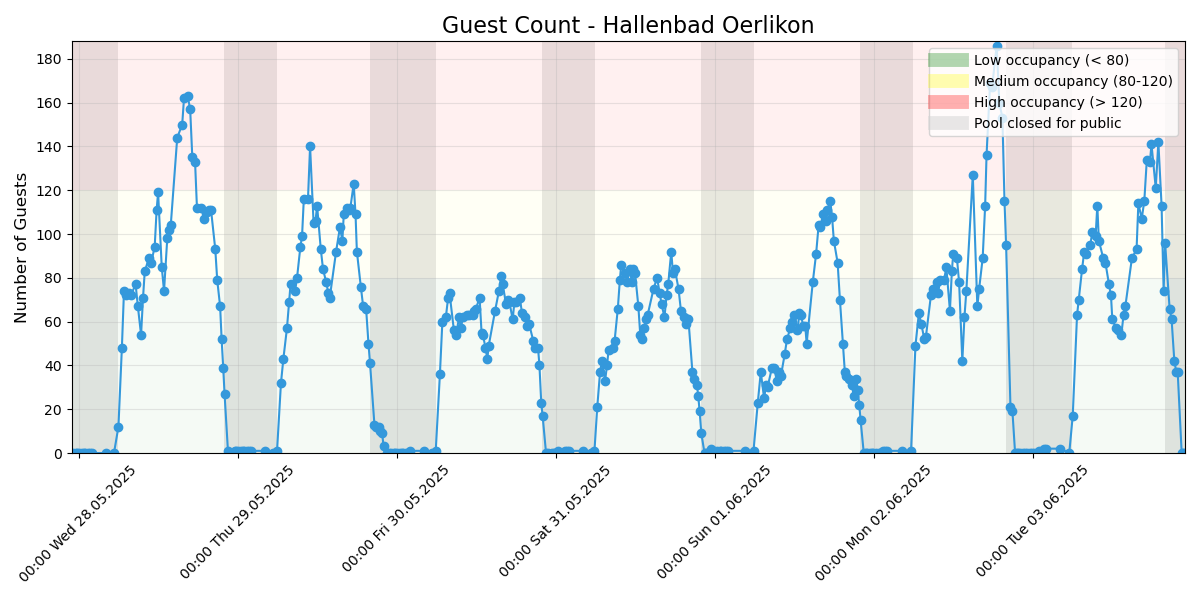 Guest Count - Hallenbad Oerlikon
Number of Guests
180
160
140
120
100
80
60
40
20
0
Low occupancy (< 80)
Medium occupancy (80-120)
High occupancy (> 120)
Pool closed for public
00:00 Wed 28.05.2025
00:00 Thu 29.05.2025
00:00 Fri 30.05.2025
00:00 Sat 31.05.2025
00:00 Sun 01.06.2025
00:00 Mon 02.06.2025
00:00 Tue 03.06.2025